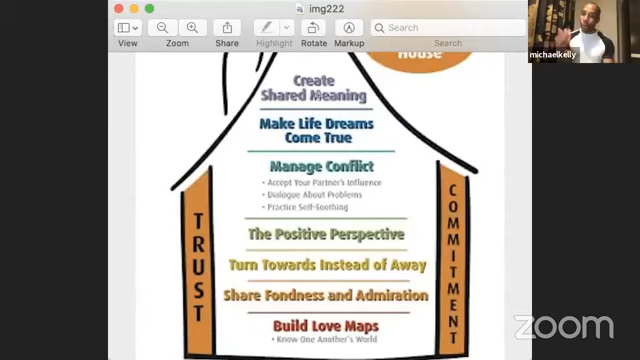 img222
Search
View
Zoom
Share
Highlight
Rotate
Markup
Search
michaelkelly
House
Create
Shared Meaning
Make Life Dreams
Come True
Manage Conflict
• Accept Your Partner's Influence
• Dialogue About Problems
• Practice Self-Soothing
The Positive Perspective
Turn Towards Instead of Away
Share Fondness and Admiration
Build Love Maps
• Know One Another's World
TRUST
COMMITMENT
zoom